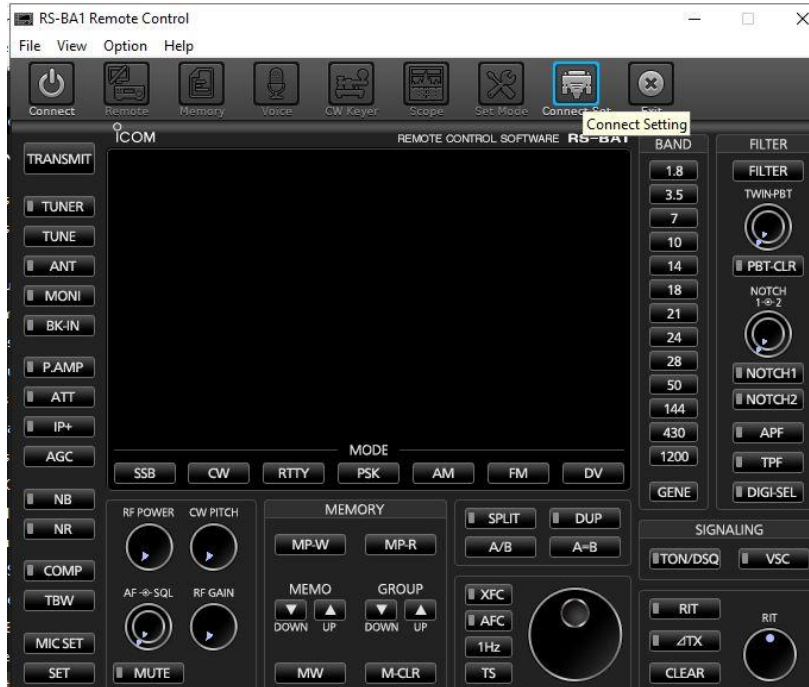 RS-BA1 Remote Control
File View Option Help
Connect Remote Memory Voice CW Keyer Scope Set Mode Connect Set Exit
Connect Setting
ICOM
REMOTE CONTROL SOFTWARE RS-BA1
TRANSMIT
TUNER
TUNE
ANT
MONI
BK-IN
P.AMP
ATT
IP+
AGC
NB
NR
COMP
TBW
MIC SET
SET
MODE
SSB CW RTTY PSK AM FM DV
RF POWER CW PITCH
AF SQL RF GAIN
MUTE
MEMORY
MP-W MP-R
MEMO GROUP
DOWN UP DOWN UP
MW M-CLR
SPLIT DUP
A/B A=B
XFC
AFC
1Hz
TS
BAND
1.8
3.5
7
10
14
18
21
24
28
50
144
430
1200
GENE
FILTER
FILTER
TWIN-PBT
PBT-CLR
NOTCH
1 2
NOTCH1
NOTCH2
APF
TPF
DIGI-SEL
SIGNALING
TON/DSQ VSC
RIT
⊿TX
CLEAR
RIT